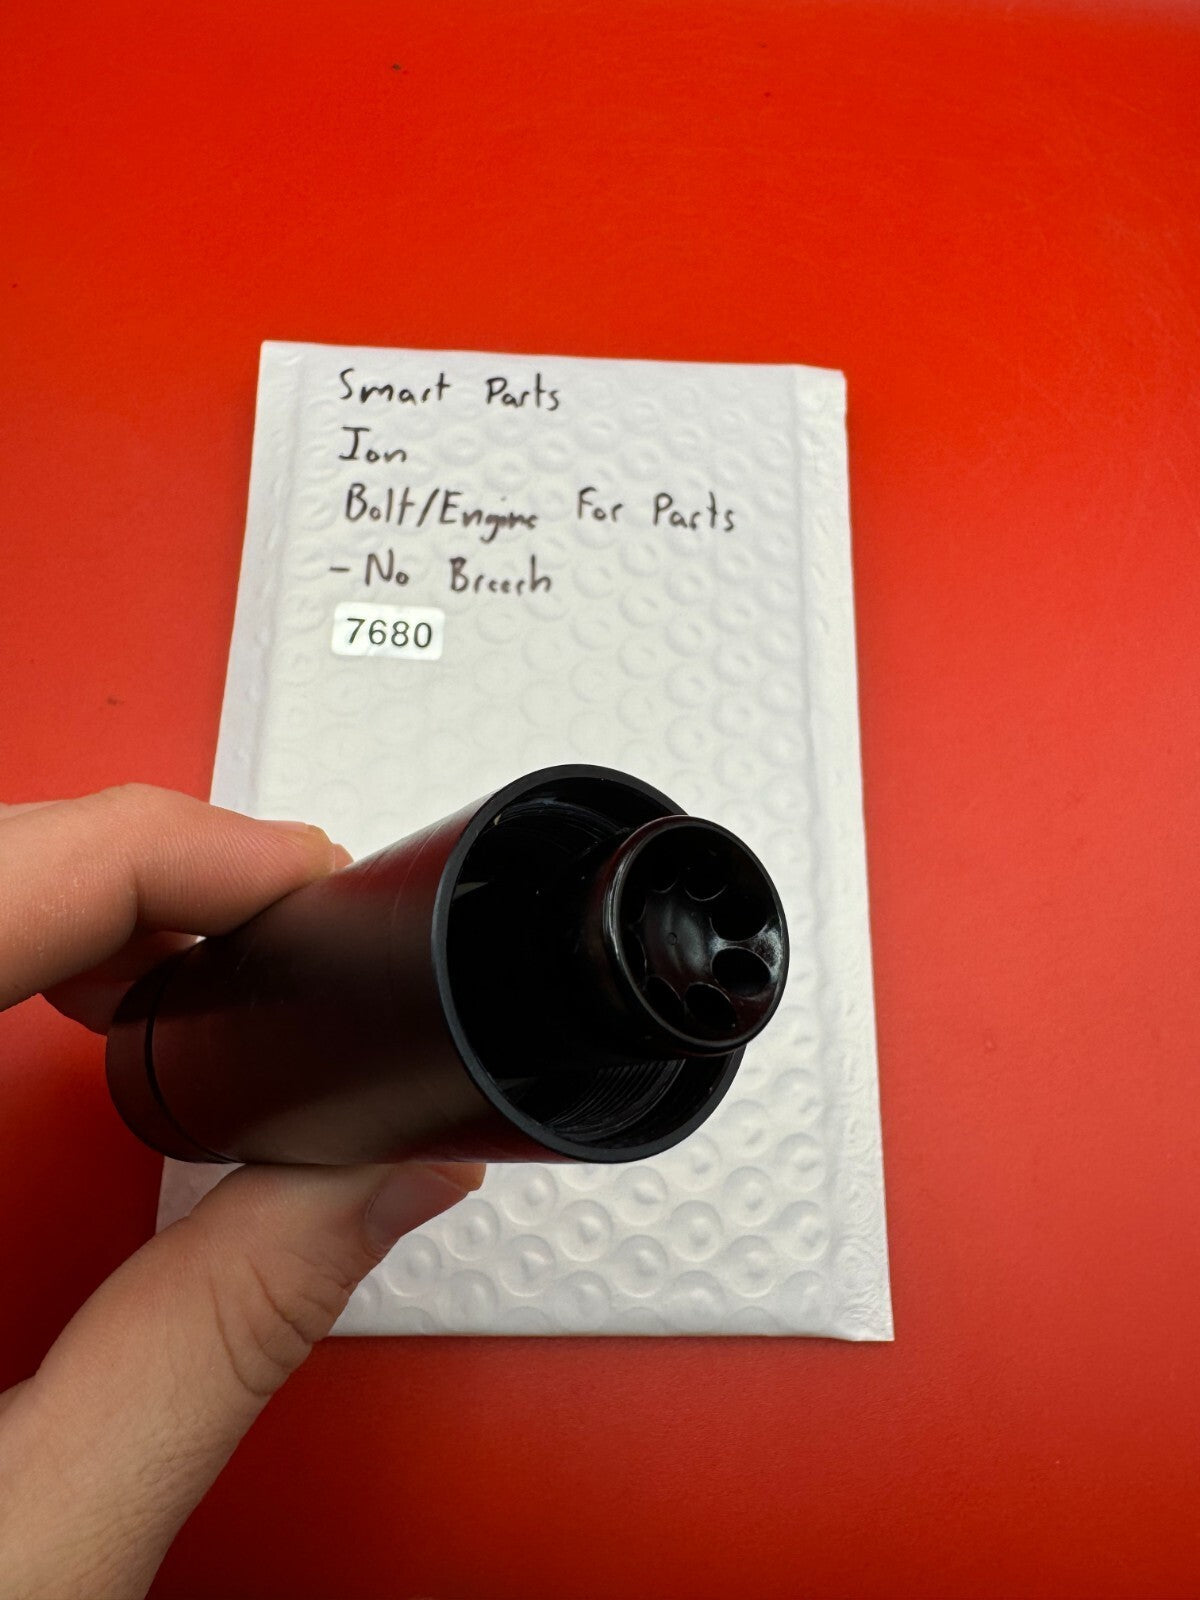 Smart Parts
Ion
Bolt/Engine For Parts
- No Breech
7680